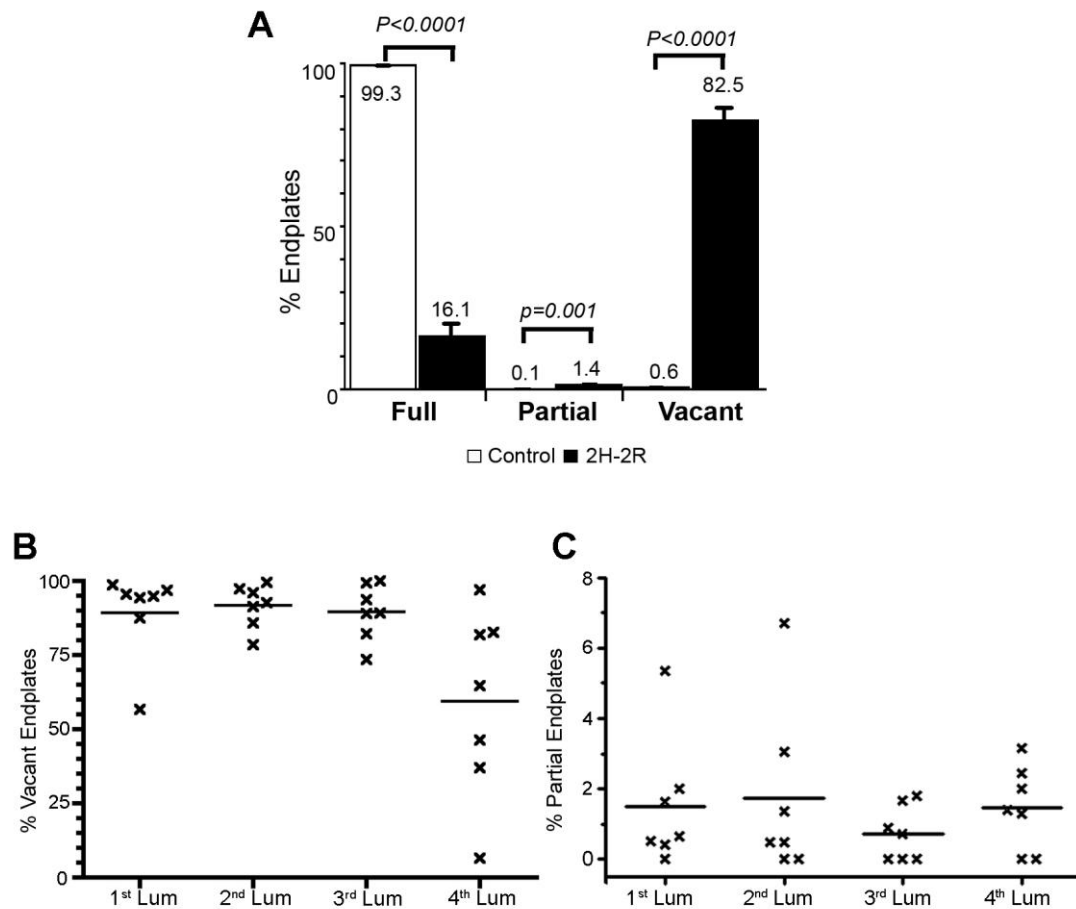 A
P<0.0001
P<0.0001
100
99.3
82.5
% Endplates
50
16.1
p=0.001
0.1
1.4
0.6
0
Full
Partial
Vacant
□ Control ■ 2H-2R
B
100
75
50
25
0
% Vacant Endplates
1st Lum
2nd Lum
3rd Lum
4th Lum
C
8
6
4
2
0
% Partial Endplates
1st Lum
2nd Lum
3rd Lum
4th Lum